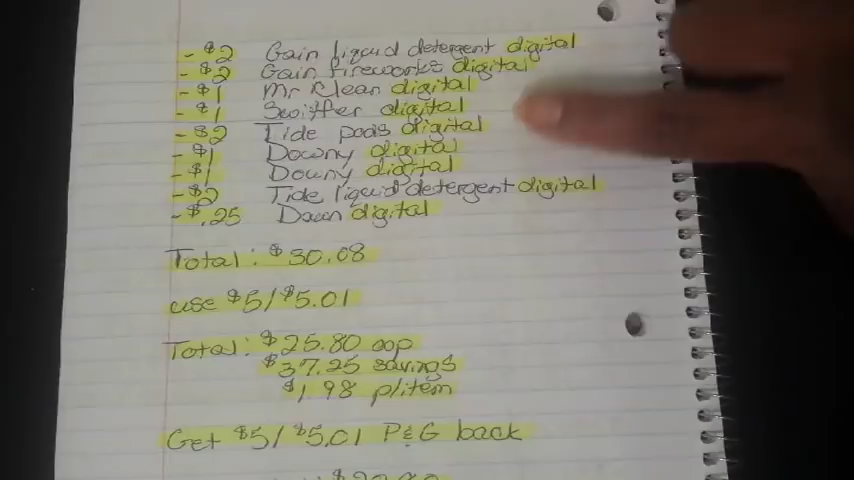 - $2 Gain liquid detergent digital
- $2 Gain fireworks digital
- $1 Mr Clean digital
- $1 Swiffer digital
- $2 Tide pods digital
- $1 Downy digital
- $1 Downy digital
- $2 Tide liquid detergent digital
- $.25 Dawn digital
Total: $30.08
use $5/$5.01
Total: $25.80 oop
$37.25 savings
$1.98 p/item
Get $5/$5.01 P&G back